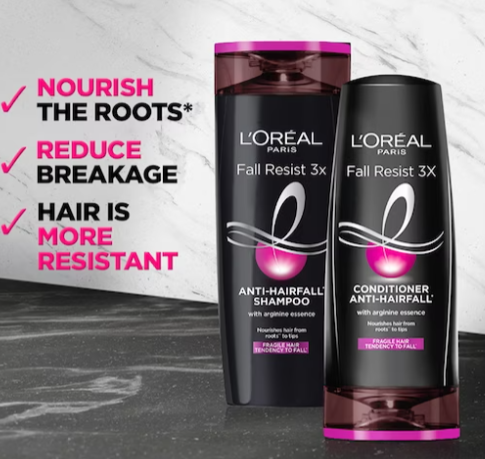 NOURISH
THE ROOTS*
REDUCE
BREAKAGE
HAIR IS
MORE
RESISTANT
L'ORÉAL
PARIS
Fall Resist 3x
ANTI-HAIRFALL*
SHAMPOO
with arginine essence
Nourishes hair from
roots* to tips
FRAGILE HAIR
TENDENCY TO FALL*
L'ORÉAL
PARIS
Fall Resist 3X
CONDITIONER
ANTI-HAIRFALL*
with arginine essence
Nourishes hair from
roots* to tips
FRAGILE HAIR
TENDENCY TO FALL*